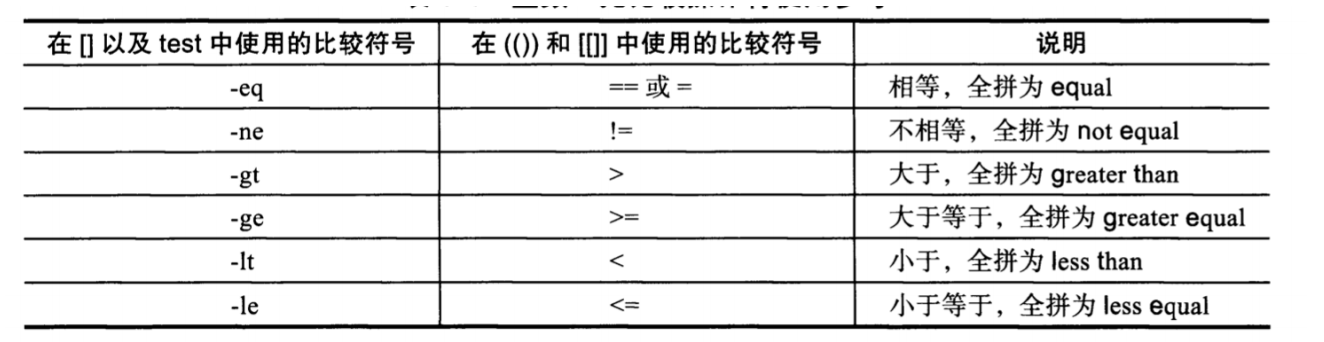 在 [] 以及 test 中使用的比较符号 在 (()) 和 [[]] 中使用的比较符号 说明
-eq == 或 = 相等，全拼为 equal
-ne != 不相等，全拼为 not equal
-gt > 大于，全拼为 greater than
-ge >= 大于等于，全拼为 greater equal
-lt < 小于，全拼为 less than
-le <= 小于等于，全拼为 less equal